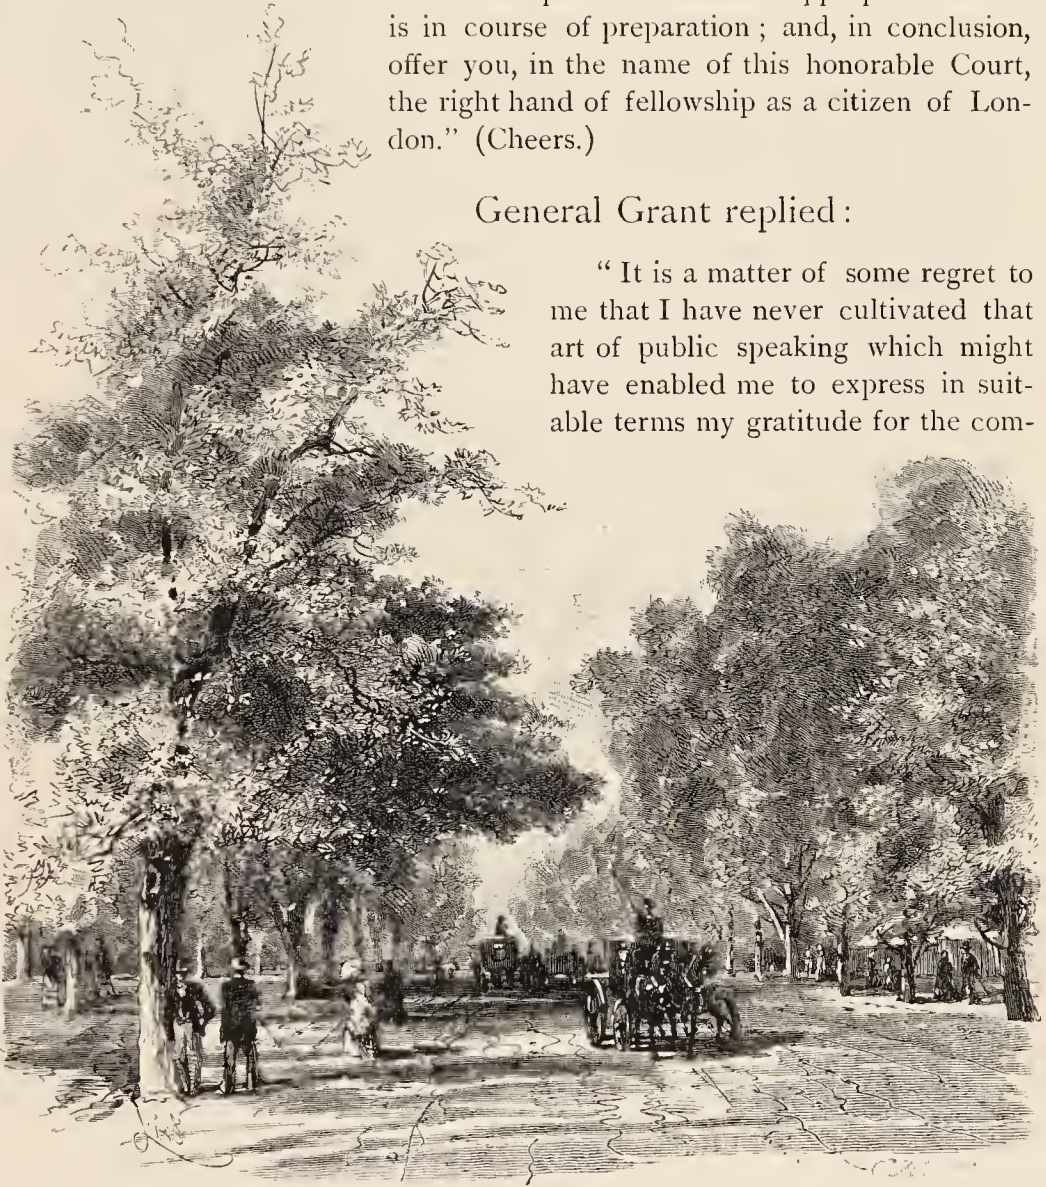 is in course of preparation ; and, in conclusion,
offer you, in the name of this honorable Court,
the right hand of fellowship as a citizen of Lon-
don.” (Cheers.)
General Grant replied :
“ It is a matter of some regret to
me that I have never cultivated that
art of public speaking which might
have enabled me to express in suit-
able terms my gratitude for the com-